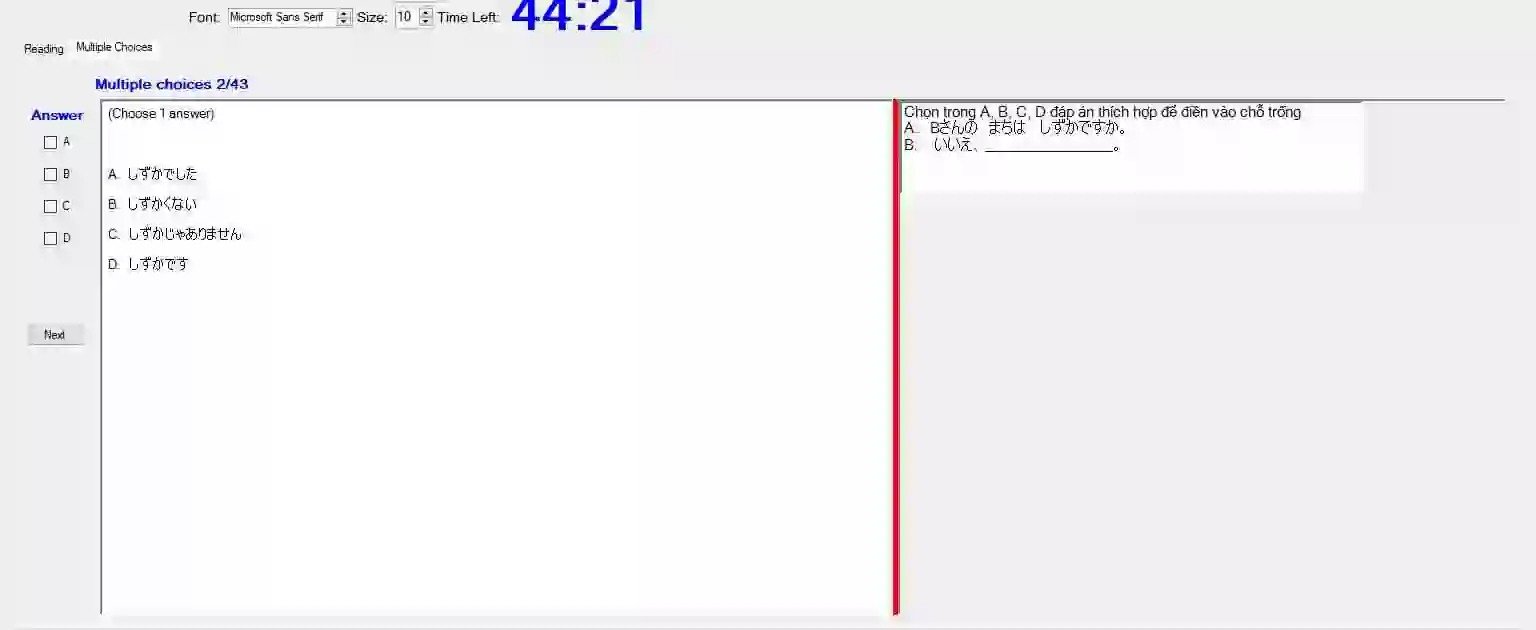 Font: Microsoft Sans Serif Size: 10 Time Left: 44:21
Reading Multiple Choices
Multiple choices 2/43
Answer
A
B
C
D
Next
(Choose 1 answer)
A. しずかでした
B. しずかくない
C. しずかじゃありません
D. しずかです
Chọn trong A, B, C, D đáp án thích hợp để điền vào chỗ trống
A. Bさんの まちは しずかですか。
B. いいえ、________________。